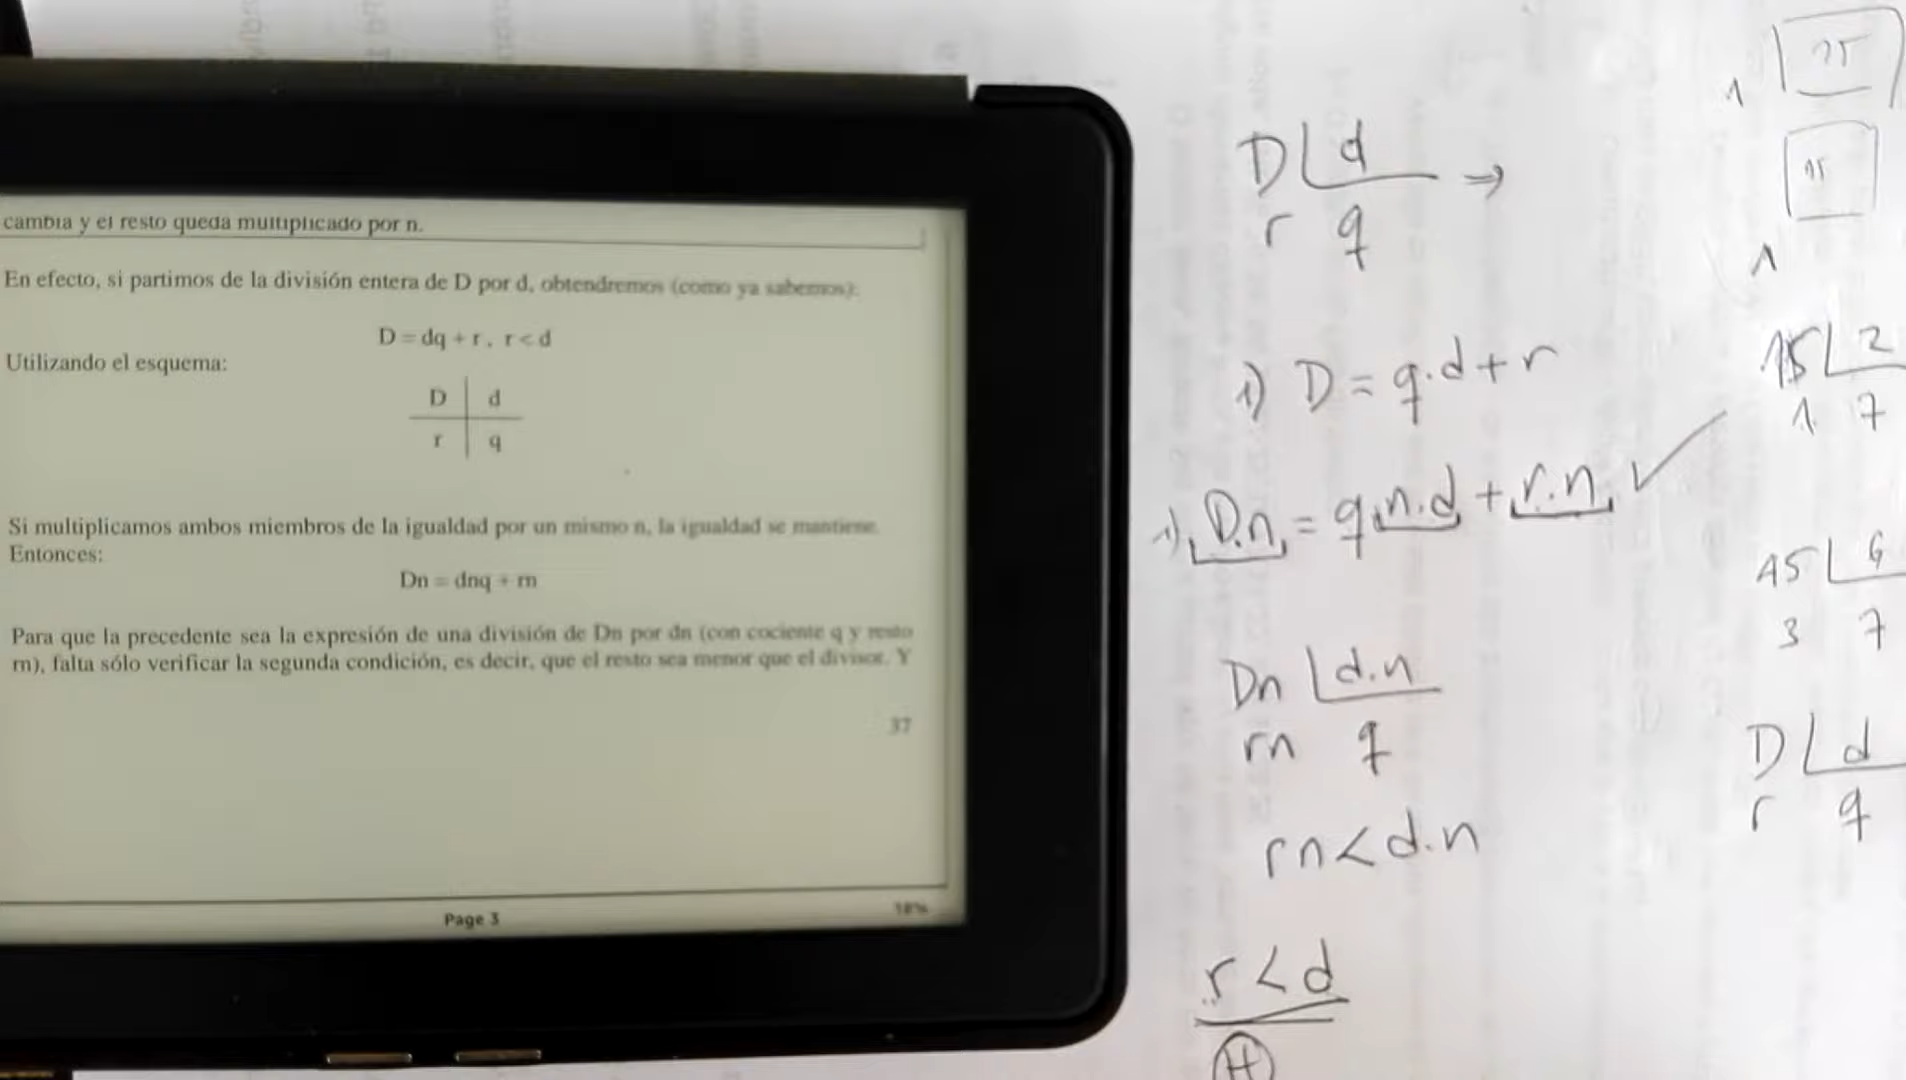 cambia y el resto queda multiplicado por n.
En efecto, si partimos de la división entera de D por d, obtendremos (como ya sabemos):
D = dq + r, r < d
Utilizando el esquema:
D d
r q
Si multiplicamos ambos miembros de la igualdad por un mismo n, la igualdad se mantiene.
Entonces:
Dn = dnq + rn
Para que la precedente sea la expresión de una división de Dn por dn (con cociente q y resto
rn), falta sólo verificar la segunda condición, es decir, que el resto sea menor que el divisor. Y
37
Page 3
18%
D d ⇒
r q
1) D = q.d + r
1) D.n = q.n.d + r.n ✓
Dn d.n
rn q
rn < d.n
r < d
H
1
15
1
15 2
1 7
45 6
3 7
D d
r q